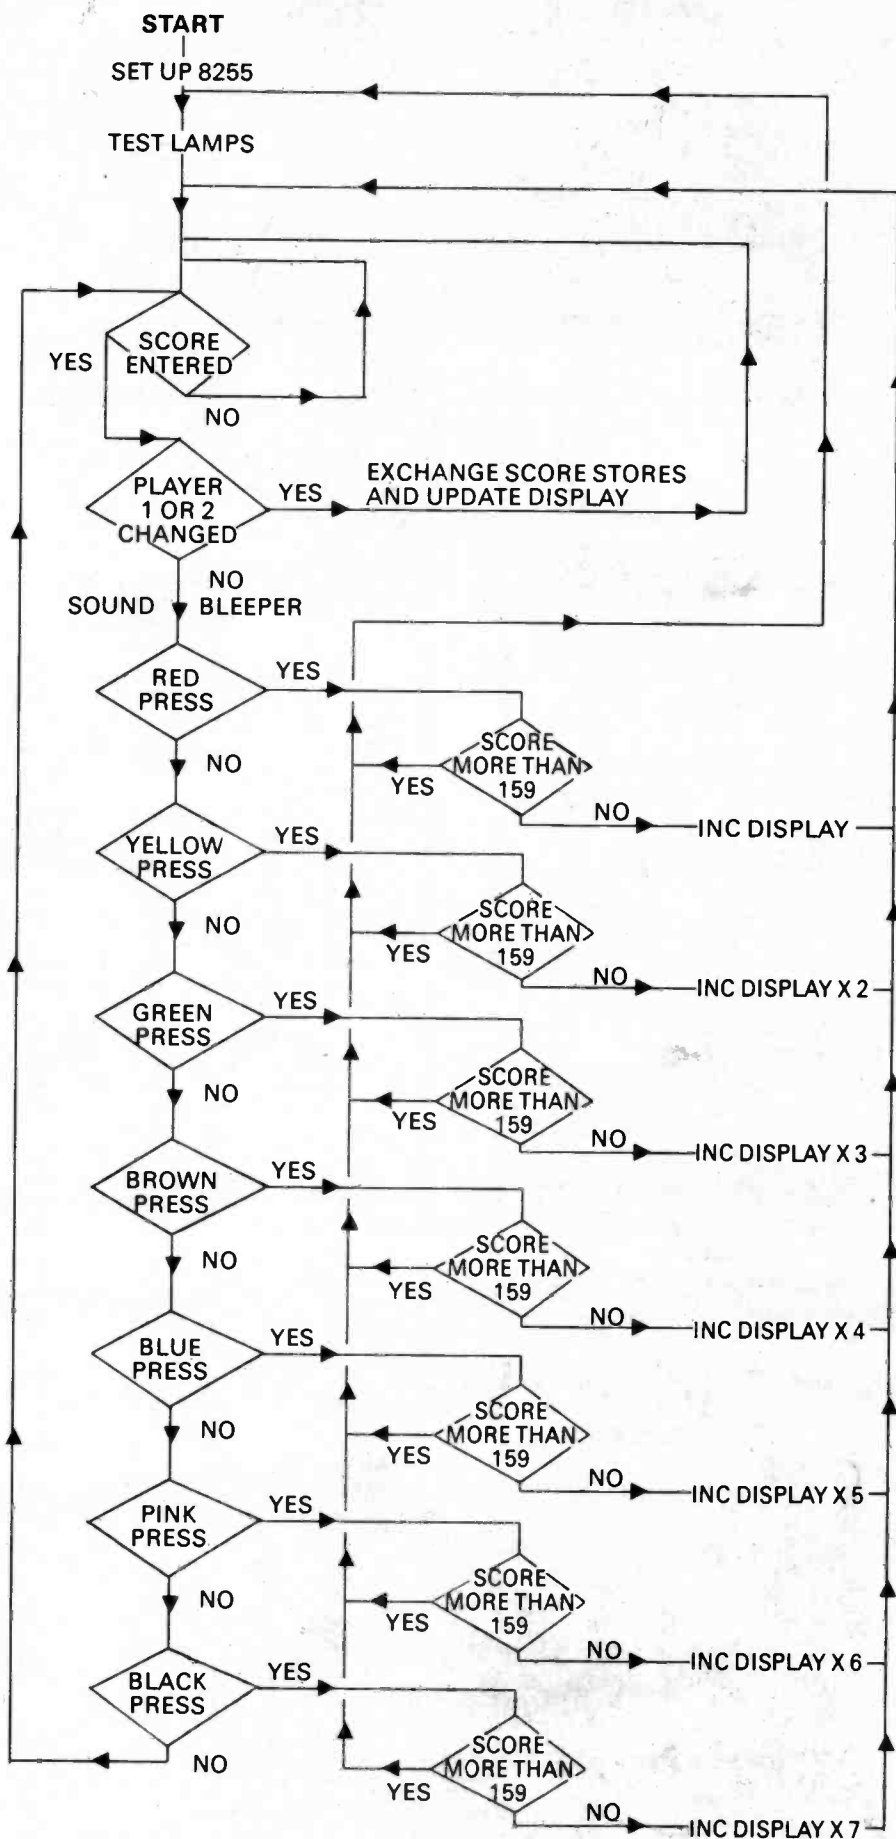 START
SET UP 8255
TEST LAMPS
SCORE
ENTERED
YES
NO
PLAYER
1 OR 2
CHANGED
YES
EXCHANGE SCORE STORES
AND UPDATE DISPLAY
NO
SOUND BLEEPER
RED
PRESS
YES
NO
SCORE
MORE THAN
159
YES
NO
INC DISPLAY
YELLOW
PRESS
YES
NO
SCORE
MORE THAN
159
YES
NO
INC DISPLAY X 2
GREEN
PRESS
YES
NO
SCORE
MORE THAN
159
YES
NO
INC DISPLAY X 3
BROWN
PRESS
YES
NO
SCORE
MORE THAN
159
YES
NO
INC DISPLAY X 4
BLUE
PRESS
YES
NO
SCORE
MORE THAN
159
YES
NO
INC DISPLAY X 5
PINK
PRESS
YES
NO
SCORE
MORE THAN
159
YES
NO
INC DISPLAY X 6
BLACK
PRESS
YES
NO
SCORE
MORE THAN
159
YES
NO
INC DISPLAY X 7